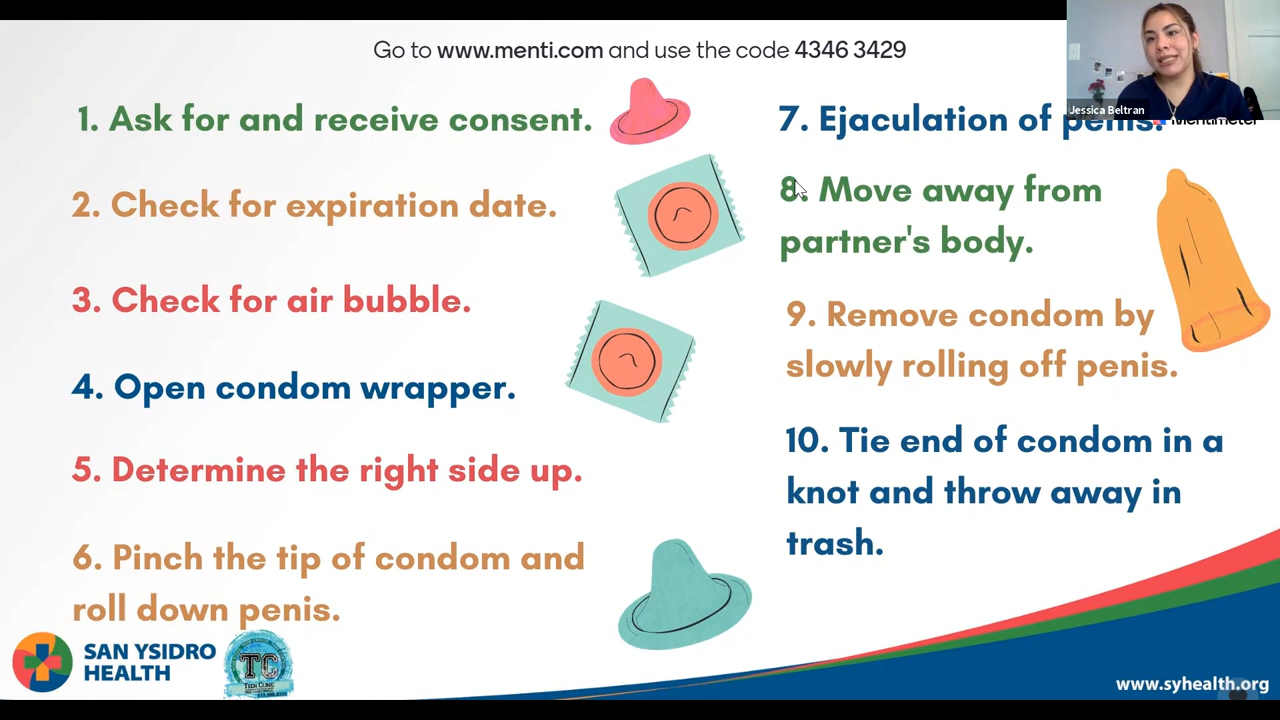 Go to www.menti.com and use the code 4346 3429
Jessica Beltran
Mentimeter
1. Ask for and receive consent.
2. Check for expiration date.
3. Check for air bubble.
4. Open condom wrapper.
5. Determine the right side up.
6. Pinch the tip of condom and
roll down penis.
7. Ejaculation of penis.
8. Move away from
partner's body.
9. Remove condom by
slowly rolling off penis.
10. Tie end of condom in a
knot and throw away in
trash.
SAN YSIDRO
HEALTH
TC
www.syhealth.org